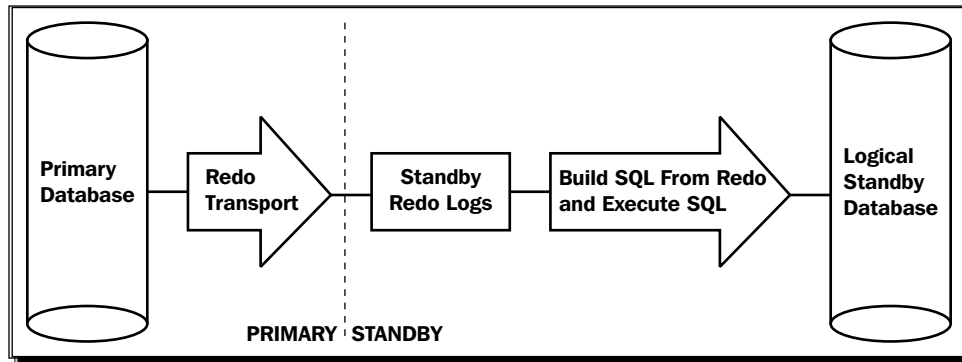 Primary
Database
Redo
Transport
Standby
Redo Logs
Build SQL From Redo
and Execute SQL
Logical
Standby
Database
PRIMARY STANDBY